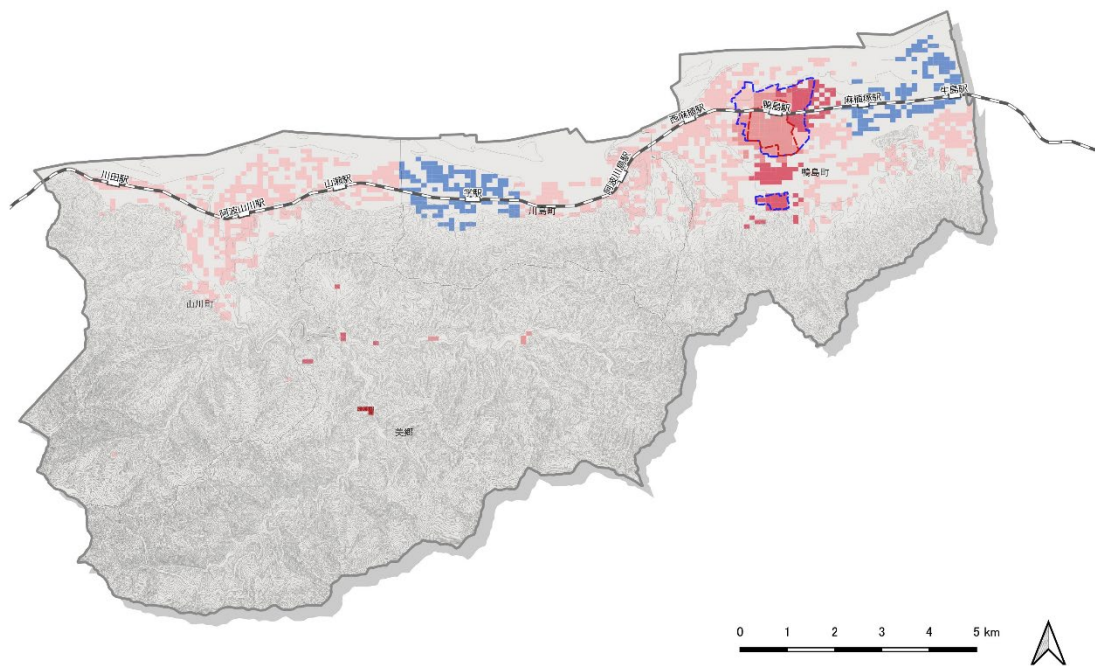 牛島駅
麻植塚駅
鴨島駅
西麻植駅
鴨島町
阿波川島駅
川田駅
山瀬駅
学駅
川島町
阿波山川駅
山川町
美郷
0 1 2 3 4 5 km